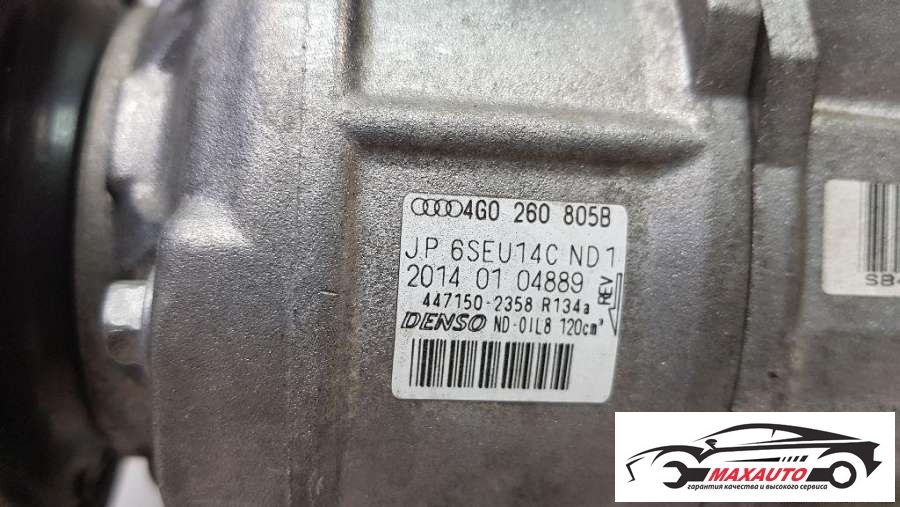 4G0 260 805B
J.P 6SEU14C ND1
2014 01 04889
REV
447150-2358 R134a
DENSO ND-OIL8 120cm³
SB4
MAXAUTO
гарантия качества и высокого сервиса